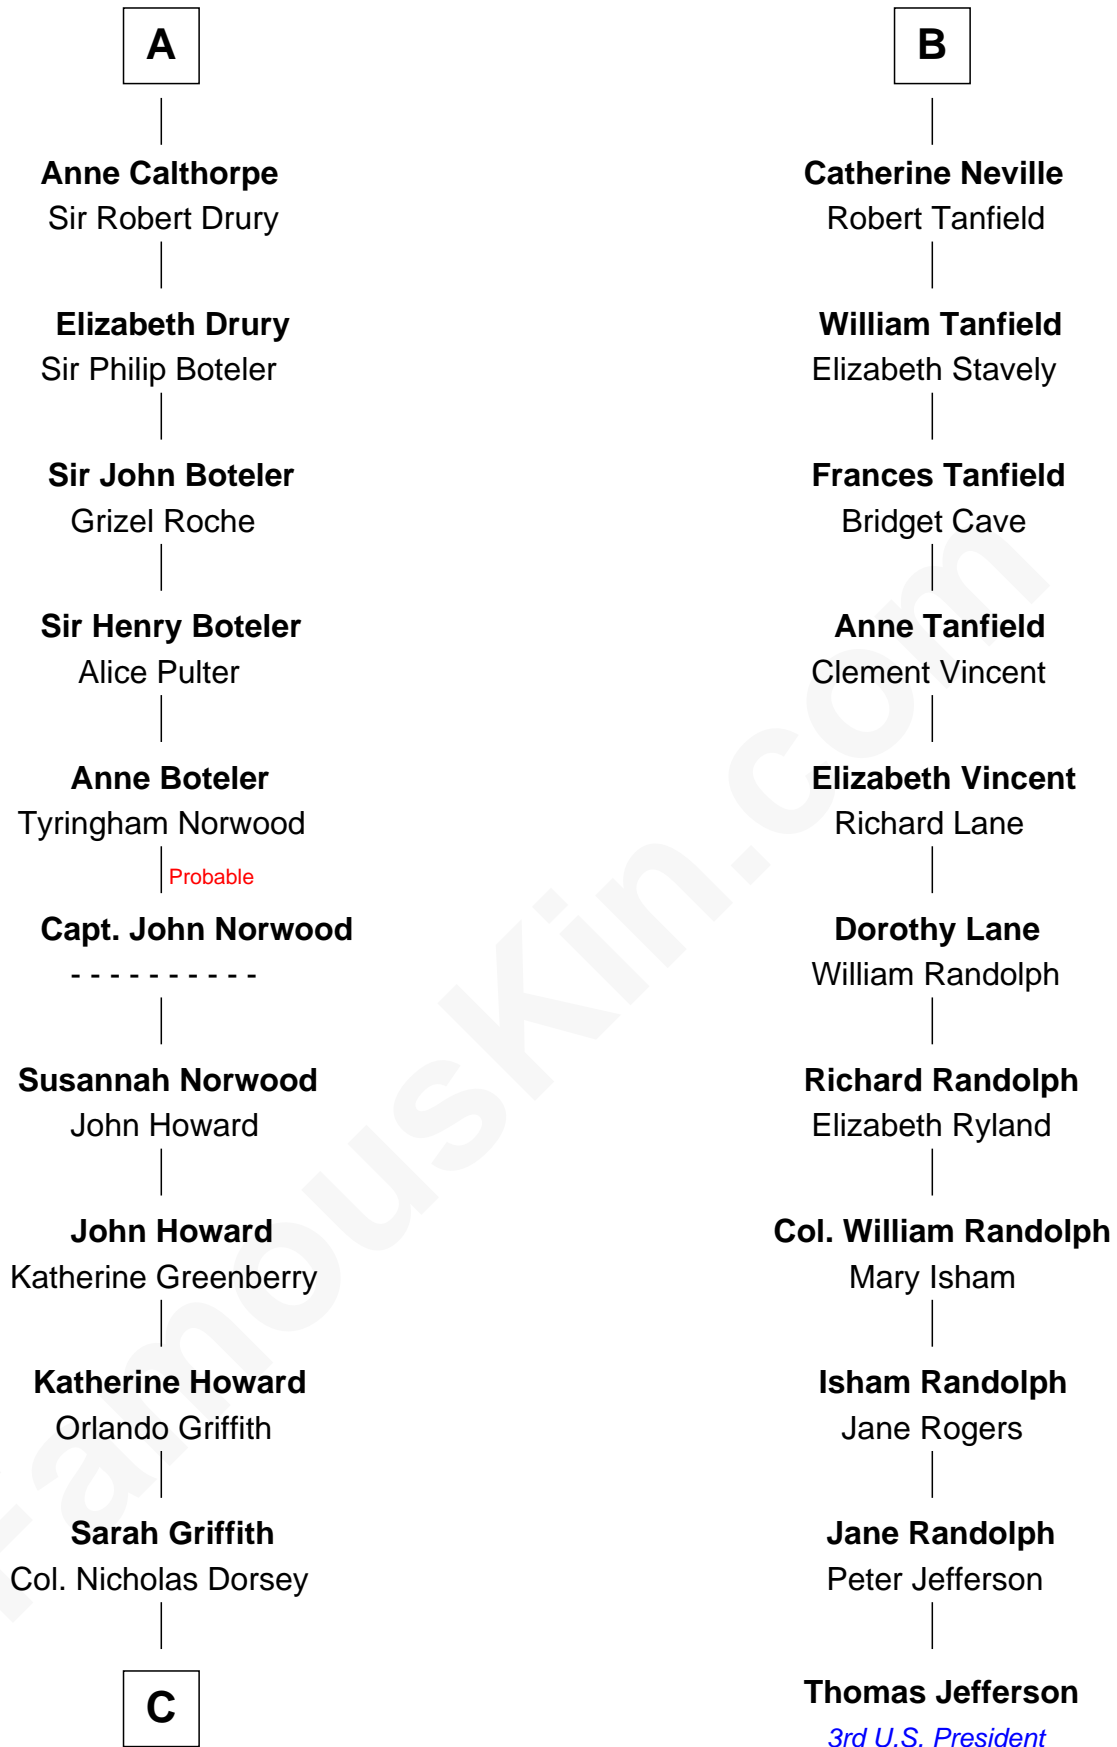 A
Anne Calthorpe
Sir Robert Drury
Elizabeth Drury
Sir Philip Boteler
Sir John Boteler
Grizel Roche
Sir Henry Boteler
Alice Pulter
Anne Boteler
Tyringham Norwood
Probable
Capt. John Norwood
- - - - - - - - - -
Susannah Norwood
John Howard
John Howard
Katherine Greenberry
Katherine Howard
Orlando Griffith
Sarah Griffith
Col. Nicholas Dorsey
C
B
Catherine Neville
Robert Tanfield
William Tanfield
Elizabeth Stavely
Frances Tanfield
Bridget Cave
Anne Tanfield
Clement Vincent
Elizabeth Vincent
Richard Lane
Dorothy Lane
William Randolph
Richard Randolph
Elizabeth Ryland
Col. William Randolph
Mary Isham
Isham Randolph
Jane Rogers
Jane Randolph
Peter Jefferson
Thomas Jefferson
3rd U.S. President
FamousKin.com